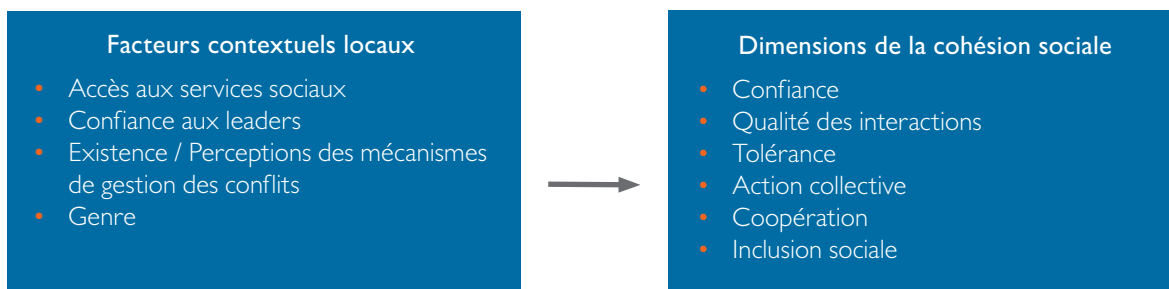 Facteurs contextuels locaux
• Accès aux services sociaux
• Confiance aux leaders
• Existence / Perceptions des mécanismes
de gestion des conflits
• Genre
Dimensions de la cohésion sociale
• Confiance
• Qualité des interactions
• Tolérance
• Action collective
• Coopération
• Inclusion sociale